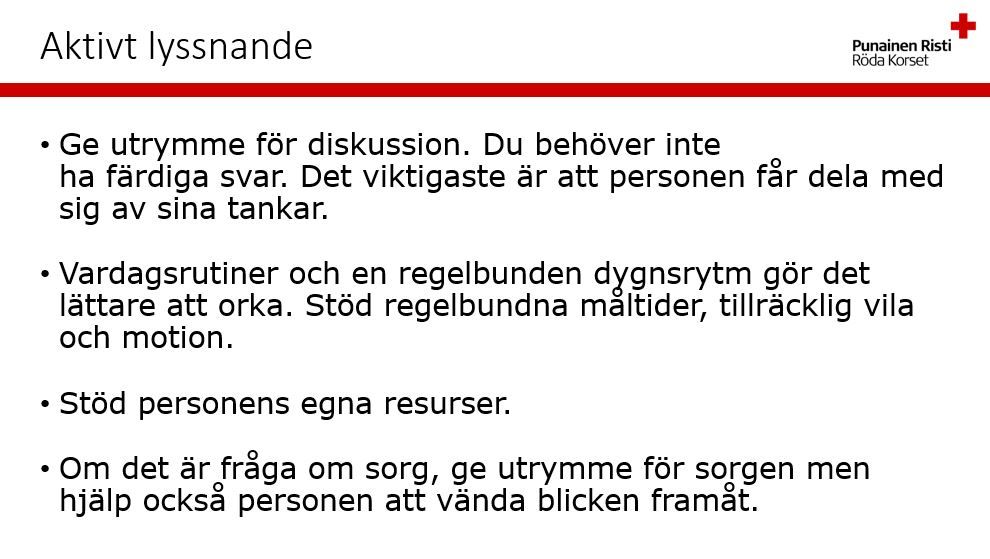 Aktivt lyssnande
Punainen Risti
Röda Korset
• Ge utrymme för diskussion. Du behöver inte
ha färdiga svar. Det viktigaste är att personen får dela med
sig av sina tankar.
• Vardagsrutiner och en regelbunden dygnsrytm gör det
lättare att orka. Stöd regelbundna måltider, tillräcklig vila
och motion.
• Stöd personens egna resurser.
• Om det är fråga om sorg, ge utrymme för sorgen men
hjälp också personen att vända blicken framåt.